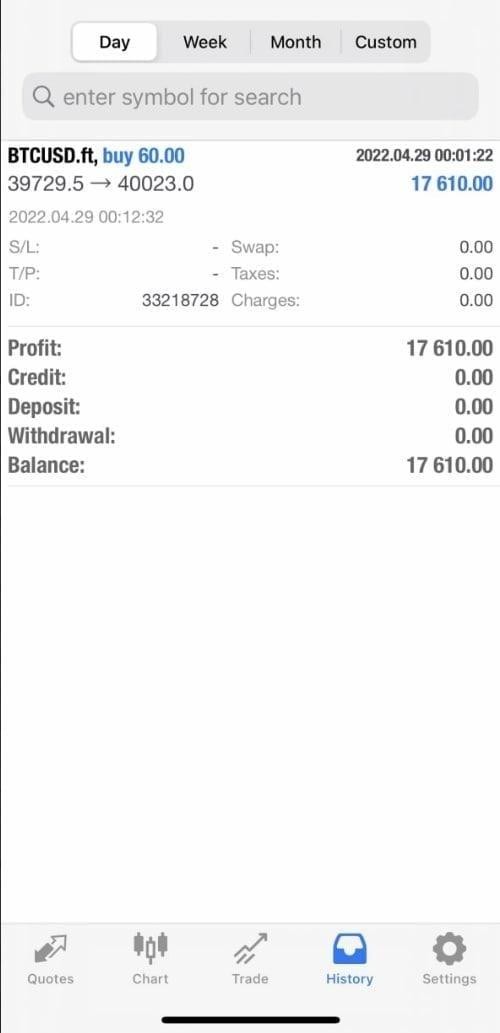 Day Week Month Custom
enter symbol for search
BTCUSD.ft, buy 60.00 2022.04.29 00:01:22
39729.5 → 40023.0 17 610.00
2022.04.29 00:12:32
S/L: - Swap: 0.00
T/P: - Taxes: 0.00
ID: 33218728 Charges: 0.00
Profit: 17 610.00
Credit: 0.00
Deposit: 0.00
Withdrawal: 0.00
Balance: 17 610.00
Quotes Chart Trade History Settings